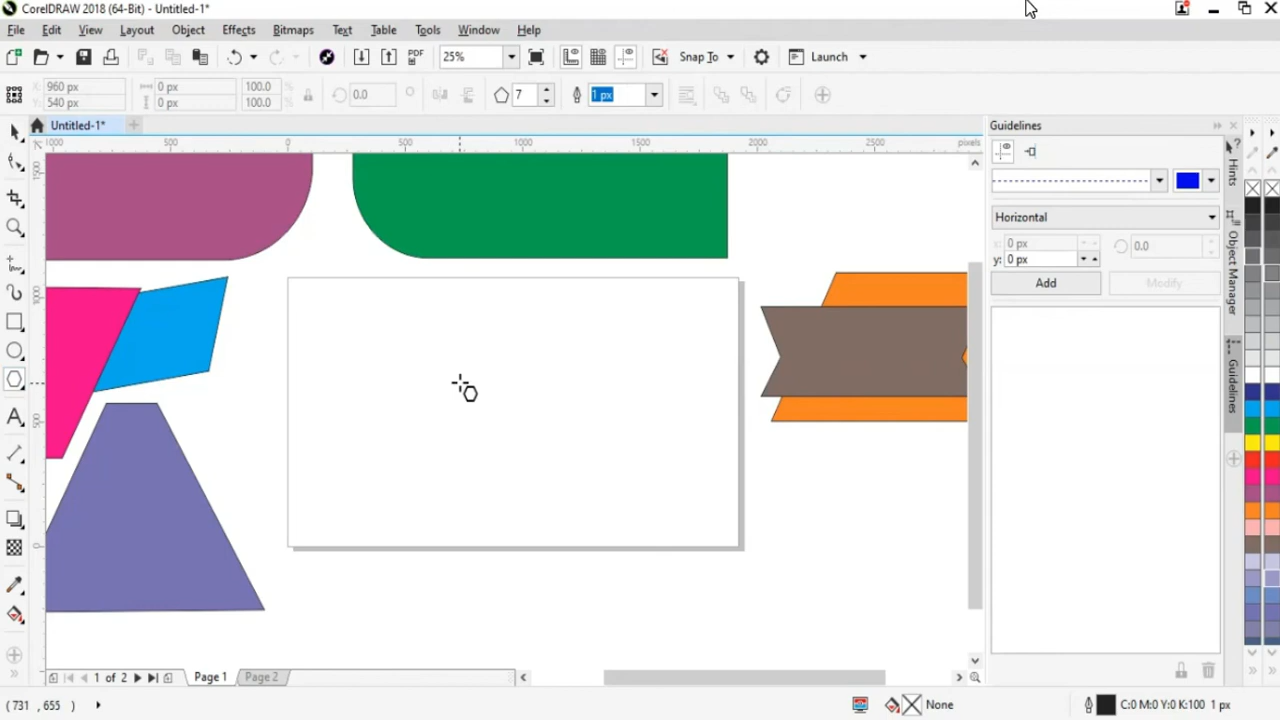 CorelDRAW 2018 (64-Bit) - Untitled-1*
File Edit View Layout Object Effects Bitmaps Text Table Tools Window Help
PDF 25% Snap To Launch
X: 960 px 0 px 100.0 % 0.0 ° 7 1 px
Y: 540 px 0 px 100.0 %
Untitled-1* Guidelines
1000 500 0 500 1000 1500 2000 2500 pixels
1500
Horizontal
x: 0 px 0.0
y: 0 px
Add Modify
1000
500
0
Hints
Object Manager
Guidelines
1 of 2 Page 1 Page 2
(731 , 655 ) None C:0 M:0 Y:0 K:100 1 px